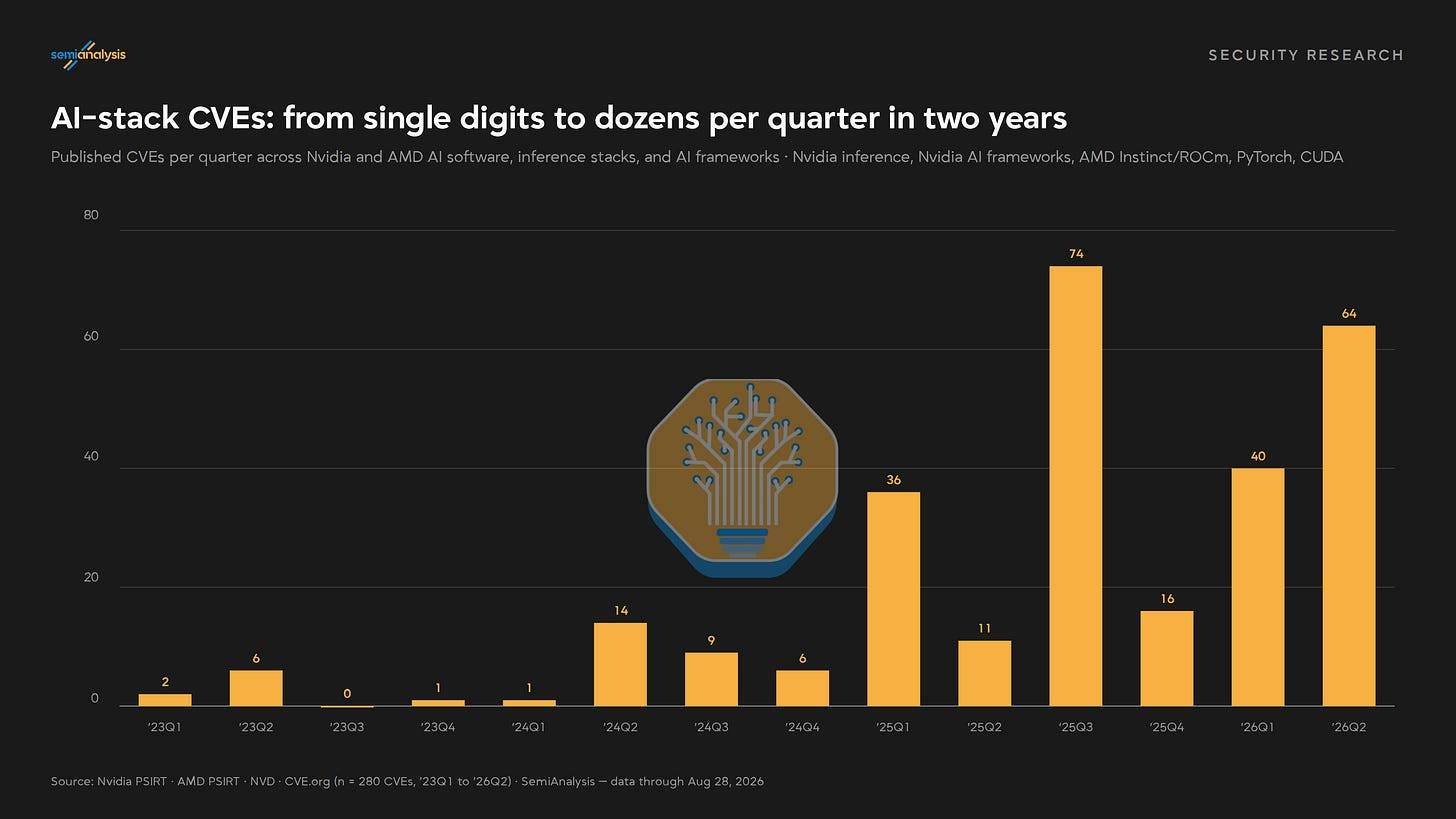 semianalysis
SECURITY RESEARCH
AI-stack CVEs: from single digits to dozens per quarter in two years
Published CVEs per quarter across Nvidia and AMD AI software, inference stacks, and AI frameworks · Nvidia inference, Nvidia AI frameworks, AMD Instinct/ROCm, PyTorch, CUDA
80
60
40
20
0
2
6
0
1
1
14
9
6
36
11
74
16
40
64
'23Q1
'23Q2
'23Q3
'23Q4
'24Q1
'24Q2
'24Q3
'24Q4
'25Q1
'25Q2
'25Q3
'25Q4
'26Q1
'26Q2
Source: Nvidia PSIRT · AMD PSIRT · NVD · CVE.org (n = 280 CVEs, '23Q1 to '26Q2) · SemiAnalysis — data through Aug 28, 2026